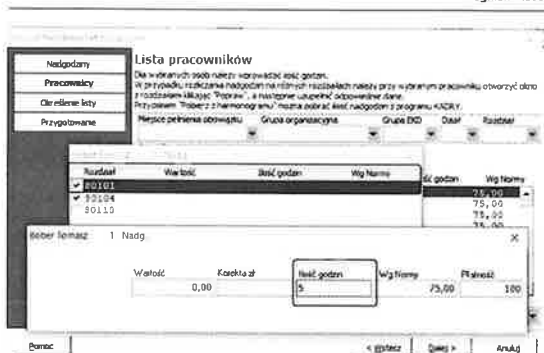 Nadgodziny
Pracownicy
Określenie listy
Przygotowane
Lista pracowników
Dla wybranych osób należy wprowadzić ilość godzin.
W przypadku rozliczania nadgodzin na różnych rozdziałach należy przy wybranym pracowniku otworzyć okno
z rozdziałem klikając "Popraw", a następnie uzupełnić odpowiednie dane.
Przyciskiem "Pobierz z harmonogramu" można pobrać ilość nadgodzin z programu KADRY.
Miejsce pełnienia obowiązku Grupa organizacyjna Grupa EKD Dział Rozdział
Rozdział Wartość Ilość godzin Wg Normy
80101
80104
80110
godzin Wg Normy
75,00
75,00
75,00
75,00
Tomasz 1 Nadg.
Wartość Korekta zł Ilość godzin Wg Normy Płatność
0,00 5 75,00 100
Pomoc < Wstecz Dalej > Anuluj